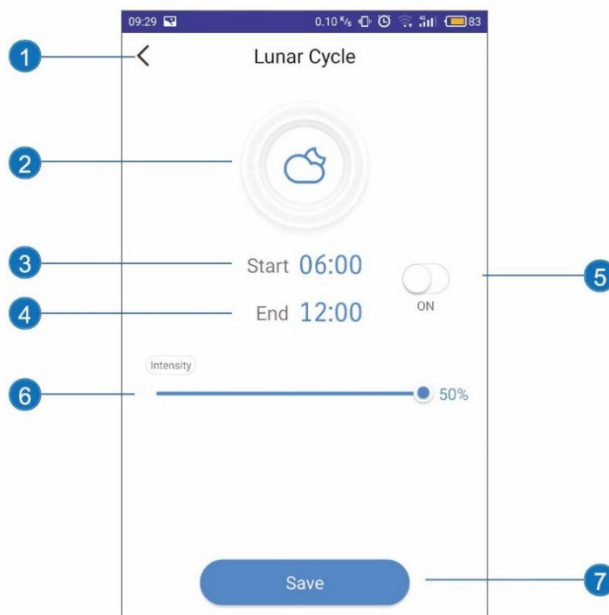 09:29 0.10 K/s 83
1
Lunar Cycle
2
3 Start 06:00
5
ON
4 End 12:00
Intensity
6 50%
Save
7